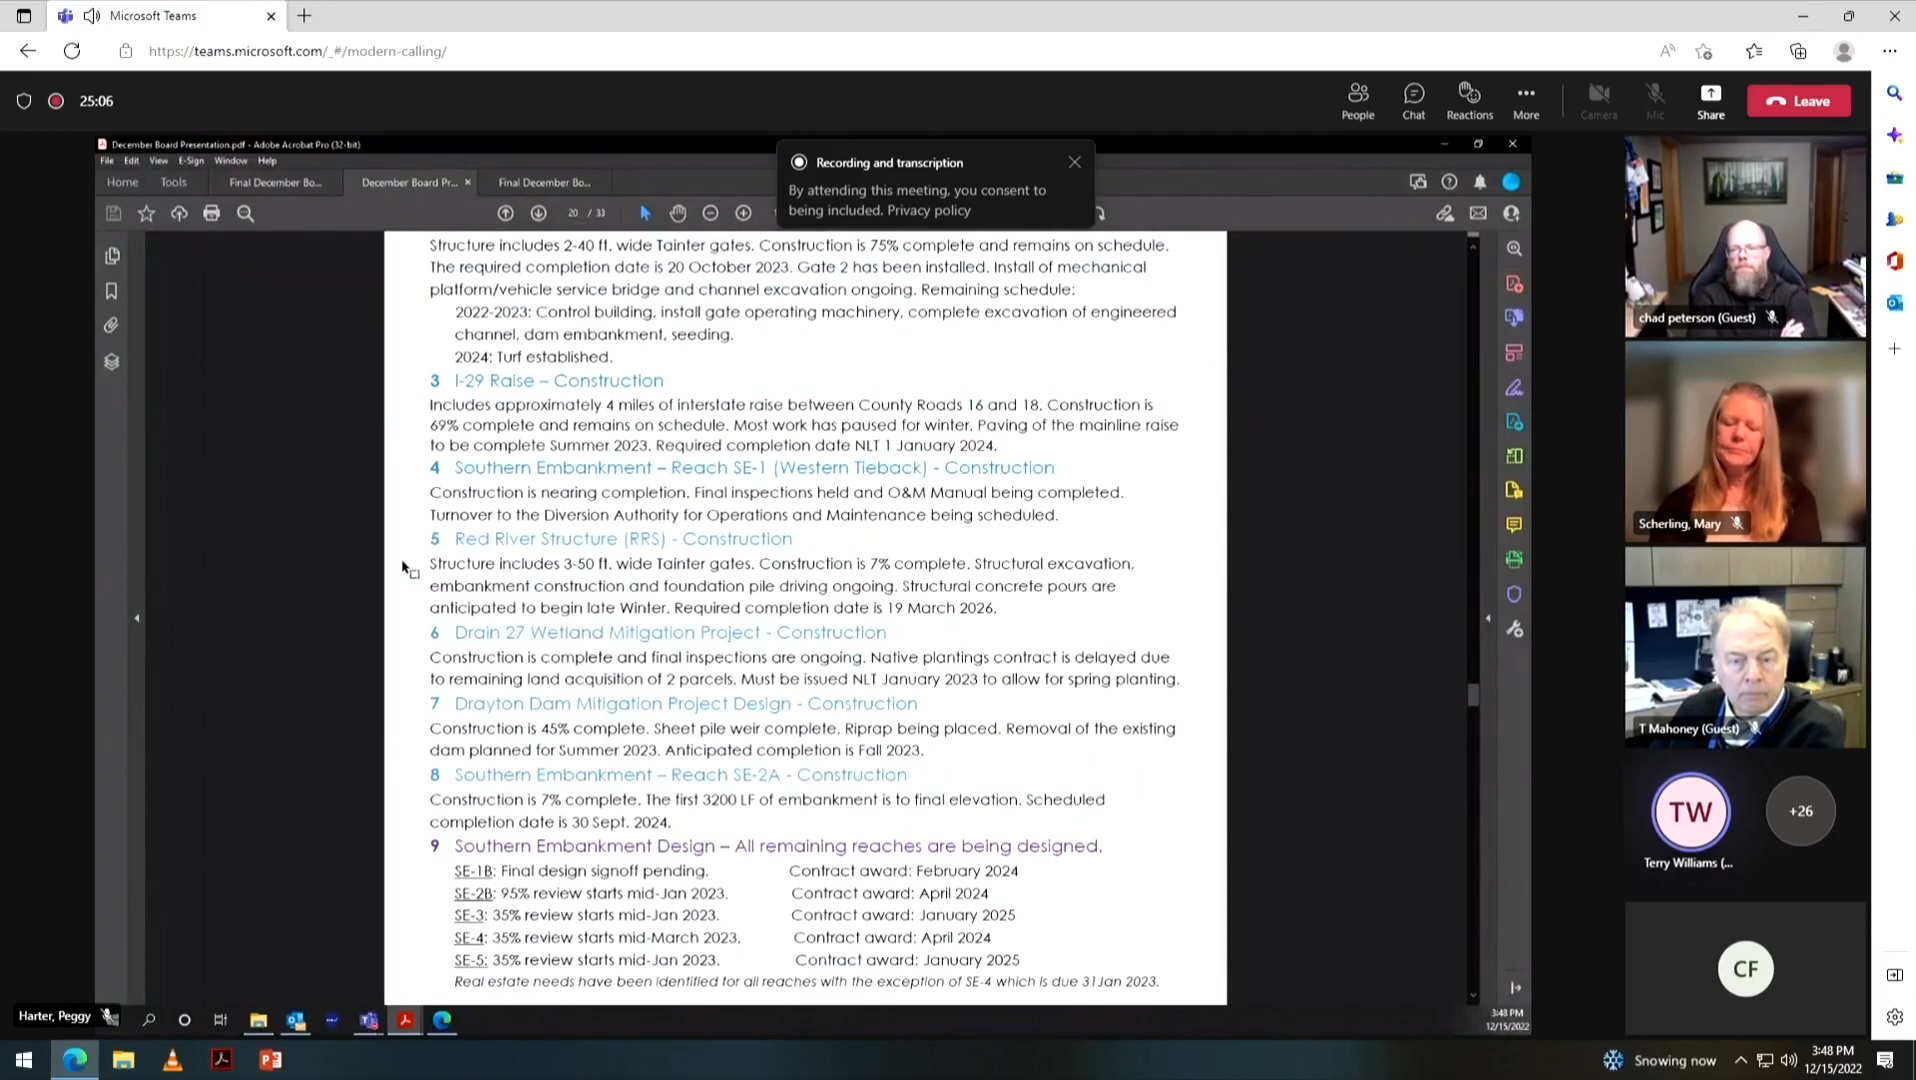 Microsoft Teams
https://teams.microsoft.com/_#/modern-calling/
25:06
People
Chat
Reactions
More
Camera
Mic
Share
Leave
December Board Presentation.pdf - Adobe Acrobat Pro (32-bit)
File Edit View E-Sign Window Help
Home Tools Final December Bo... December Board Pr... Final December Bo...
20 / 33
Recording and transcription
By attending this meeting, you consent to
being included. Privacy policy
Structure includes 2-40 ft. wide Tainter gates. Construction is 75% complete and remains on schedule.
The required completion date is 20 October 2023. Gate 2 has been installed. Install of mechanical
platform/vehicle service bridge and channel excavation ongoing. Remaining schedule:
2022-2023: Control building, install gate operating machinery, complete excavation of engineered
channel, dam embankment, seeding.
2024: Turf established.
3 I-29 Raise – Construction
Includes approximately 4 miles of interstate raise between County Roads 16 and 18. Construction is
69% complete and remains on schedule. Most work has paused for winter. Paving of the mainline raise
to be complete Summer 2023. Required completion date NLT 1 January 2024.
4 Southern Embankment – Reach SE-1 (Western Tieback) - Construction
Construction is nearing completion. Final inspections held and O&M Manual being completed.
Turnover to the Diversion Authority for Operations and Maintenance being scheduled.
5 Red River Structure (RRS) - Construction
Structure includes 3-50 ft. wide Tainter gates. Construction is 7% complete. Structural excavation,
embankment construction and foundation pile driving ongoing. Structural concrete pours are
anticipated to begin late Winter. Required completion date is 19 March 2026.
6 Drain 27 Wetland Mitigation Project - Construction
Construction is complete and final inspections are ongoing. Native plantings contract is delayed due
to remaining land acquisition of 2 parcels. Must be issued NLT January 2023 to allow for spring planting.
7 Drayton Dam Mitigation Project Design - Construction
Construction is 45% complete. Sheet pile weir complete. Riprap being placed. Removal of the existing
dam planned for Summer 2023. Anticipated completion is Fall 2023.
8 Southern Embankment – Reach SE-2A - Construction
Construction is 7% complete. The first 3200 LF of embankment is to final elevation. Scheduled
completion date is 30 Sept. 2024.
9 Southern Embankment Design – All remaining reaches are being designed.
SE-1B: Final design signoff pending. Contract award: February 2024
SE-2B: 95% review starts mid-Jan 2023. Contract award: April 2024
SE-3: 35% review starts mid-Jan 2023. Contract award: January 2025
SE-4: 35% review starts mid-March 2023. Contract award: April 2024
SE-5: 35% review starts mid-Jan 2023. Contract award: January 2025
Real estate needs have been identified for all reaches with the exception of SE-4 which is due 31Jan 2023.
chad peterson (Guest)
Scherling, Mary
T Mahoney (Guest)
TW
+26
Terry Williams (...
CF
Harter, Peggy
3:48 PM
12/15/2022
Snowing now
3:48 PM
12/15/2022